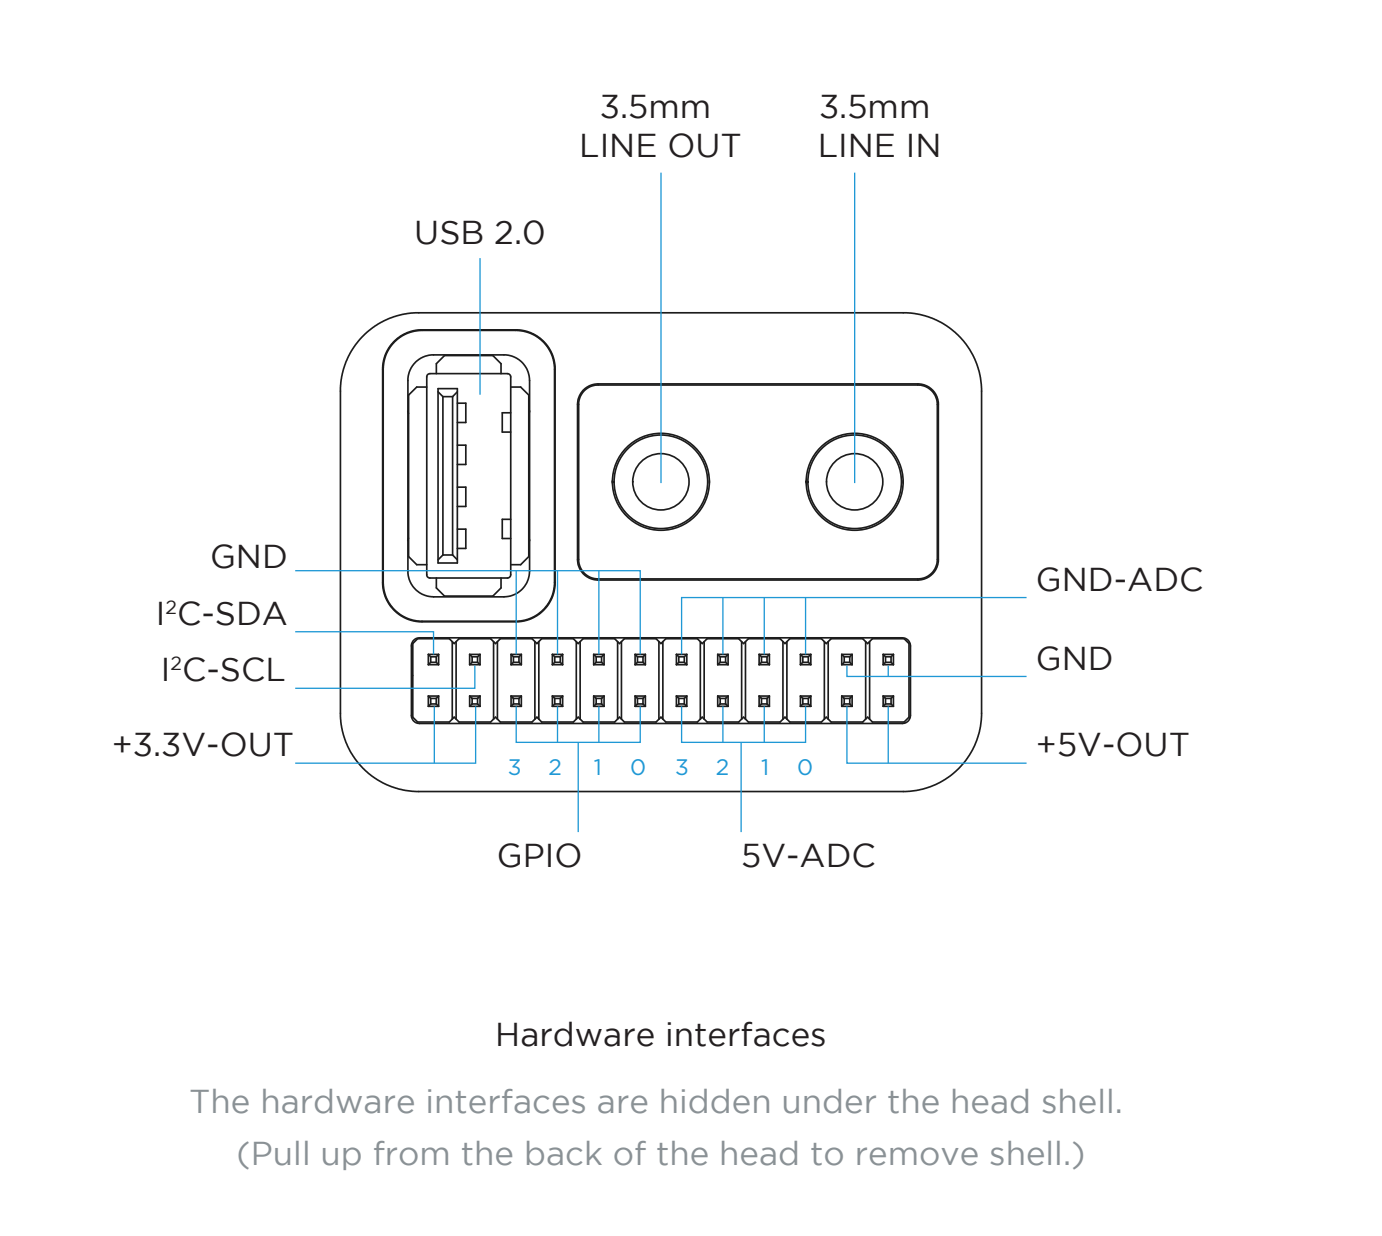 3.5mm
LINE OUT
3.5mm
LINE IN
USB 2.0
GND
I²C-SDA
I²C-SCL
+3.3V-OUT
GND-ADC
GND
+5V-OUT
3 2 1 0 3 2 1 0
GPIO
5V-ADC
Hardware interfaces
The hardware interfaces are hidden under the head shell.
(Pull up from the back of the head to remove shell.)